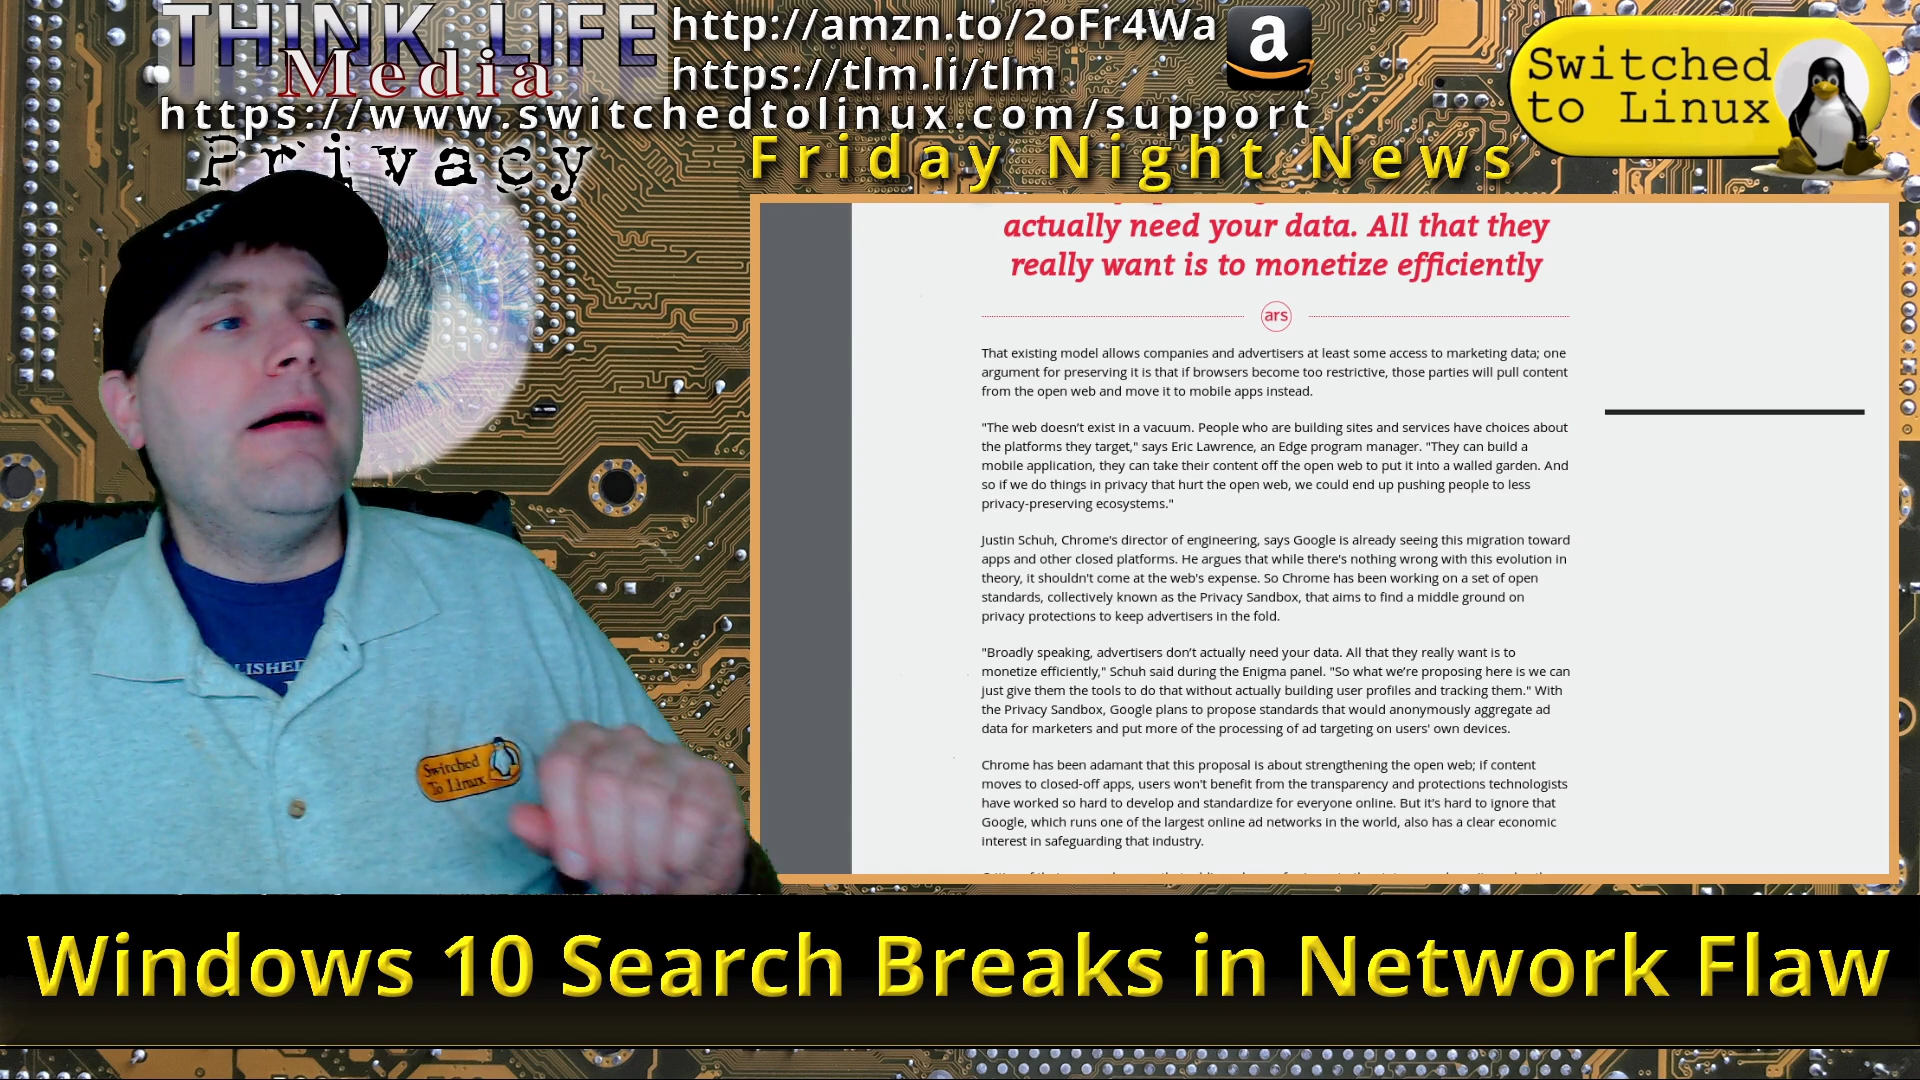 THINK LIFE
Media
http://amzn.to/2oFr4Wa
https://tlm.li/tlm
https://www.switchedtolinux.com/support
Privacy
Friday Night News
Switched
to Linux
actually need your data. All that they
really want is to monetize efficiently
ars
That existing model allows companies and advertisers at least some access to marketing data; one
argument for preserving it is that if browsers become too restrictive, those parties will pull content
from the open web and move it to mobile apps instead.
"The web doesn’t exist in a vacuum. People who are building sites and services have choices about
the platforms they target," says Eric Lawrence, an Edge program manager. "They can build a
mobile application, they can take their content off the open web to put it into a walled garden. And
so if we do things in privacy that hurt the open web, we could end up pushing people to less
privacy-preserving ecosystems."
Justin Schuh, Chrome's director of engineering, says Google is already seeing this migration toward
apps and other closed platforms. He argues that while there's nothing wrong with this evolution in
theory, it shouldn't come at the web's expense. So Chrome has been working on a set of open
standards, collectively known as the Privacy Sandbox, that aims to find a middle ground on
privacy protections to keep advertisers in the fold.
"Broadly speaking, advertisers don’t actually need your data. All that they really want is to
monetize efficiently," Schuh said during the Enigma panel. "So what we’re proposing here is we can
just give them the tools to do that without actually building user profiles and tracking them." With
the Privacy Sandbox, Google plans to propose standards that would anonymously aggregate ad
data for marketers and put more of the processing of ad targeting on users' own devices.
Chrome has been adamant that this proposal is about strengthening the open web; if content
moves to closed-off apps, users won't benefit from the transparency and protections technologists
have worked so hard to develop and standardize for everyone online. But it's hard to ignore that
Google, which runs one of the largest online ad networks in the world, also has a clear economic
interest in safeguarding that industry.
LISHED
Switched
To Linux
Windows 10 Search Breaks in Network Flaw